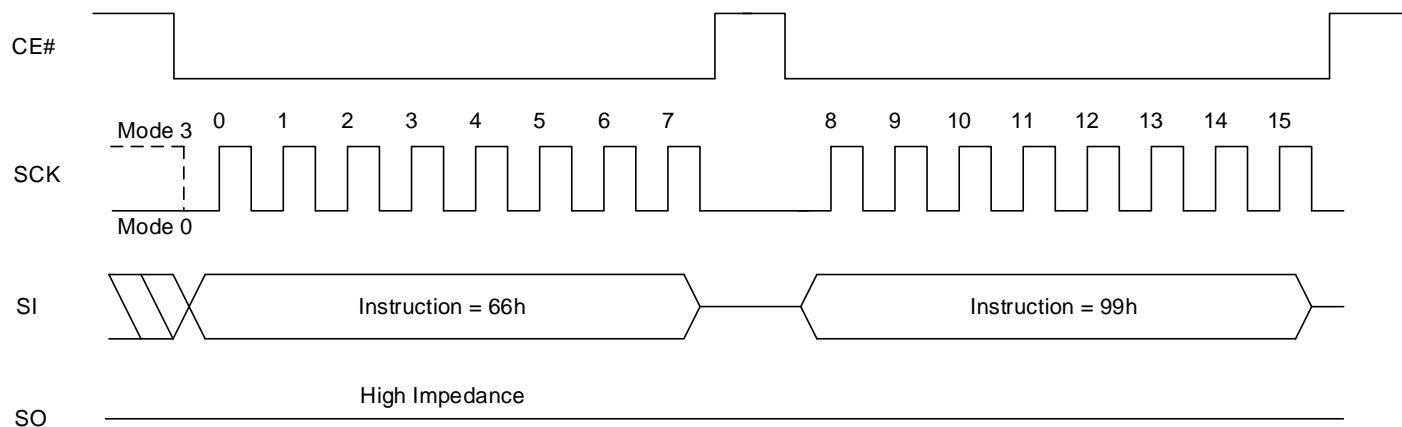 CE#
Mode 3
0 1 2 3 4 5 6 7 8 9 10 11 12 13 14 15
SCK
Mode 0
SI
Instruction = 66h
Instruction = 99h
High Impedance
SO